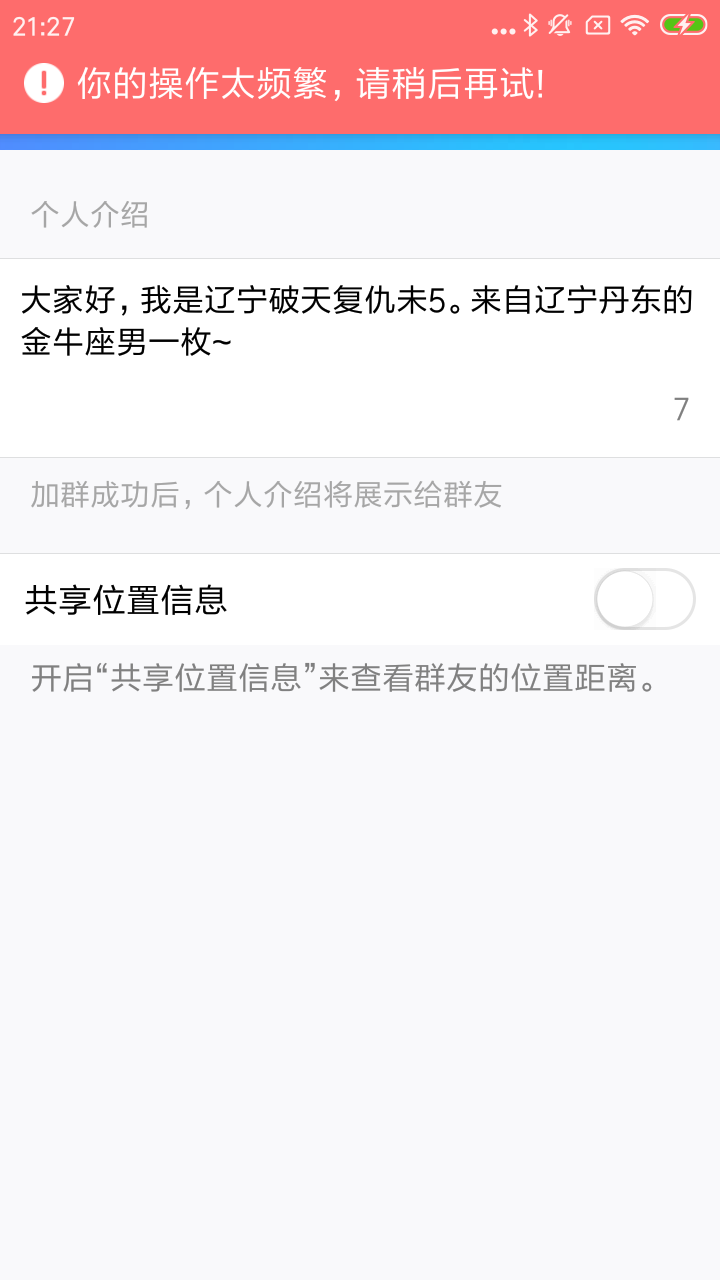 21:27
你的操作太频繁，请稍后再试!
个人介绍
大家好，我是辽宁破天复仇未5。来自辽宁丹东的
金牛座男一枚~
7
加群成功后，个人介绍将展示给群友
共享位置信息
开启“共享位置信息”来查看群友的位置距离。